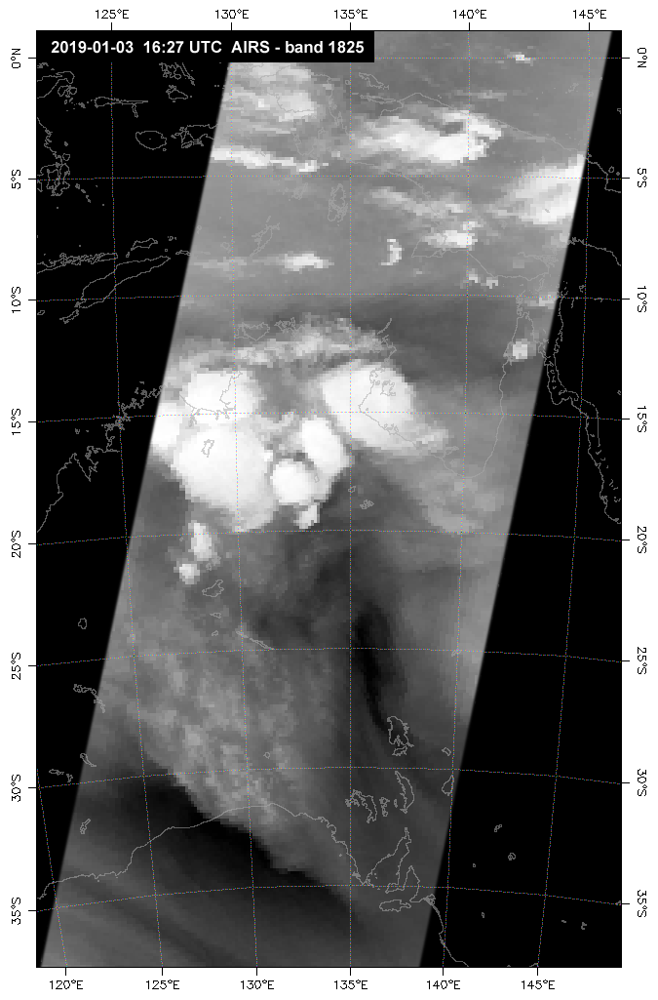 125°E 130°E 135°E 140°E 145°E
2019-01-03 16:27 UTC AIRS - band 1825
0°N 0°N
5°S 5°S
10°S 10°S
15°S 15°S
20°S 20°S
25°S 25°S
30°S 30°S
35°S 35°S
120°E 125°E 130°E 135°E 140°E 145°E